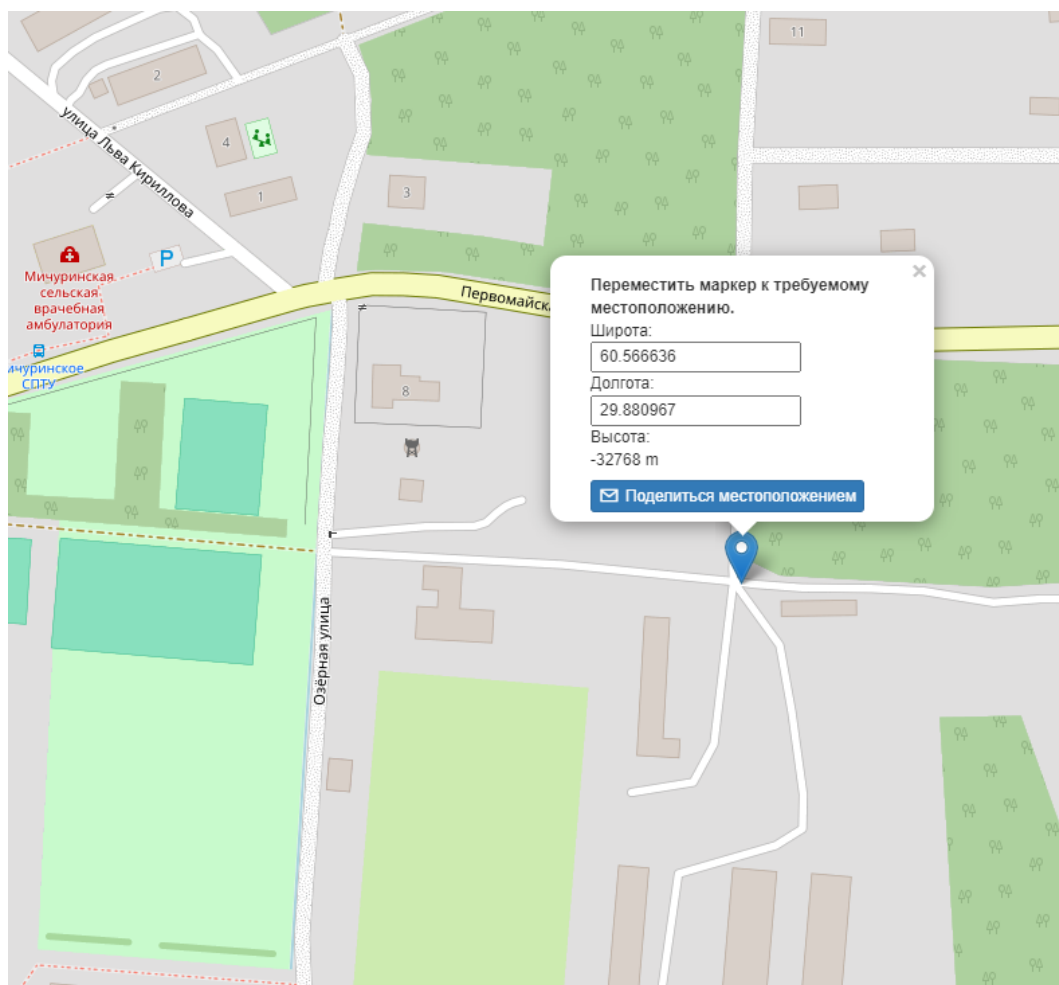 11
2
улица Льва Кириллова
4
1
3
P
Мичуринская
сельская
врачебная
амбулатория
Первомайск
Переместить маркер к требуемому
местоположению.
Широта:
60.566636
Долгота:
29.880967
Высота:
-32768 m
Поделиться местоположением
ичуринское
СПТУ
8
Озёрная улица